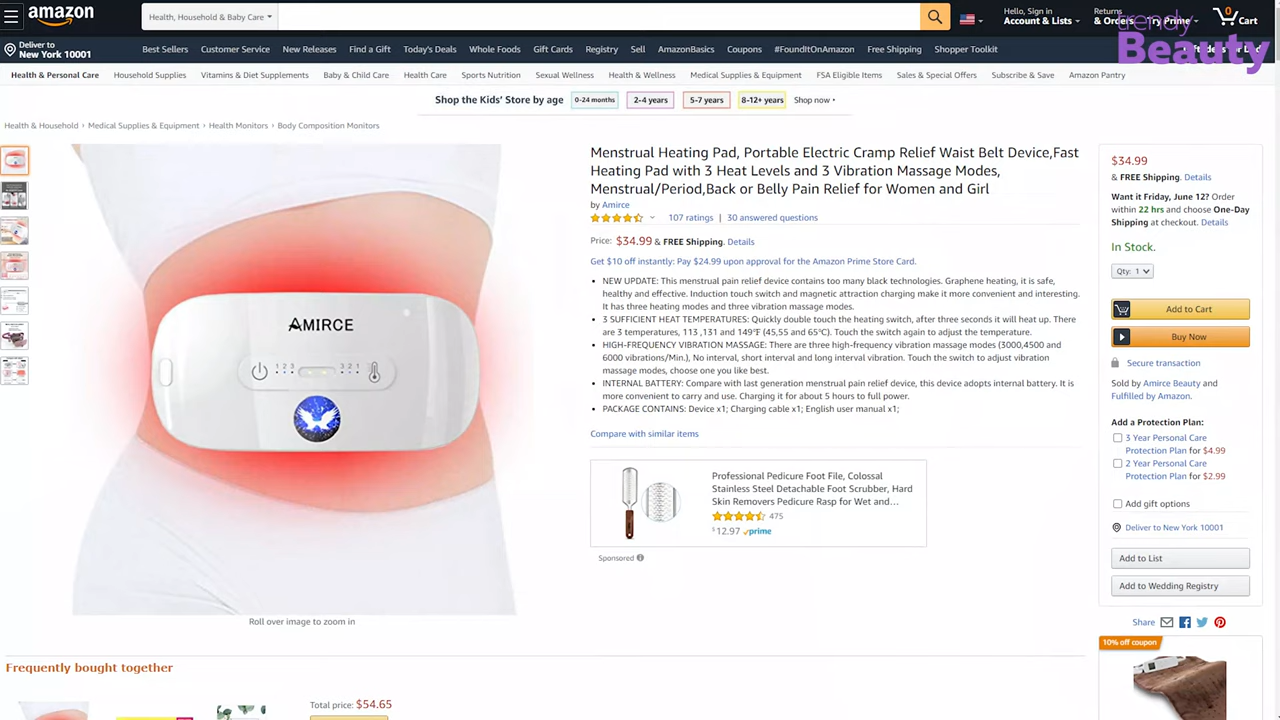 amazon
Health, Household & Baby Care
Hello, Sign in
Account & Lists
Returns
& Orders
Try Prime
0
Cart
trendy
Beauty
Deliver to
New York 10001
Best Sellers
Customer Service
New Releases
Find a Gift
Today's Deals
Whole Foods
Gift Cards
Registry
Sell
AmazonBasics
Coupons
#FoundItOnAmazon
Free Shipping
Shopper Toolkit
Health & Personal Care
Household Supplies
Vitamins & Diet Supplements
Baby & Child Care
Health Care
Sports Nutrition
Sexual Wellness
Health & Wellness
Medical Supplies & Equipment
FSA Eligible Items
Sales & Special Offers
Subscribe & Save
Amazon Pantry
Shop the Kids' Store by age
0-24 months
2-4 years
5-7 years
8-12+ years
Shop now ›
Health & Household › Medical Supplies & Equipment › Health Monitors › Body Composition Monitors
AMIRCE
1 2 3
3 2 1
Roll over image to zoom in
Menstrual Heating Pad, Portable Electric Cramp Relief Waist Belt Device,Fast
Heating Pad with 3 Heat Levels and 3 Vibration Massage Modes,
Menstrual/Period,Back or Belly Pain Relief for Women and Girl
by Amirce
107 ratings | 30 answered questions
Price: $34.99 & FREE Shipping. Details
Get $10 off instantly: Pay $24.99 upon approval for the Amazon Prime Store Card.
• NEW UPDATE: This menstrual pain relief device contains too many black technologies. Graphene heating, it is safe,
healthy and effective. Induction touch switch and magnetic attraction charging make it more convenient and interesting.
It has three heating modes and three vibration massage modes.
• 3 SUFFICIENT HEAT TEMPERATURES: Quickly double touch the heating switch, after three seconds it will heat up. There
are 3 temperatures, 113 ,131 and 149℉ (45,55 and 65℃). Touch the switch again to adjust the temperature.
• HIGH-FREQUENCY VIBRATION MASSAGE: There are three high-frequency vibration massage modes (3000,4500 and
6000 vibrations/Min.), No interval, short interval and long interval vibration. Touch the switch to adjust vibration
massage modes, choose one you like best.
• INTERNAL BATTERY: Compare with last generation menstrual pain relief device, this device adopts internal battery. It is
more convenient to carry and use. Charging it for about 5 hours to full power.
• PACKAGE CONTAINS: Device x1; Charging cable x1; English user manual x1;
Compare with similar items
Professional Pedicure Foot File, Colossal
Stainless Steel Detachable Foot Scrubber, Hard
Skin Removers Pedicure Rasp for Wet and…
475
$12.97 prime
Sponsored
$34.99
& FREE Shipping. Details
Want it Friday, June 12? Order
within 22 hrs and choose One-Day
Shipping at checkout. Details
In Stock.
Qty: 1
Add to Cart
Buy Now
Secure transaction
Sold by Amirce Beauty and
Fulfilled by Amazon.
Add a Protection Plan:
3 Year Personal Care
Protection Plan for $4.99
2 Year Personal Care
Protection Plan for $2.99
Add gift options
Deliver to New York 10001
Add to List
Add to Wedding Registry
Share
10% off coupon
Frequently bought together
Total price: $54.65